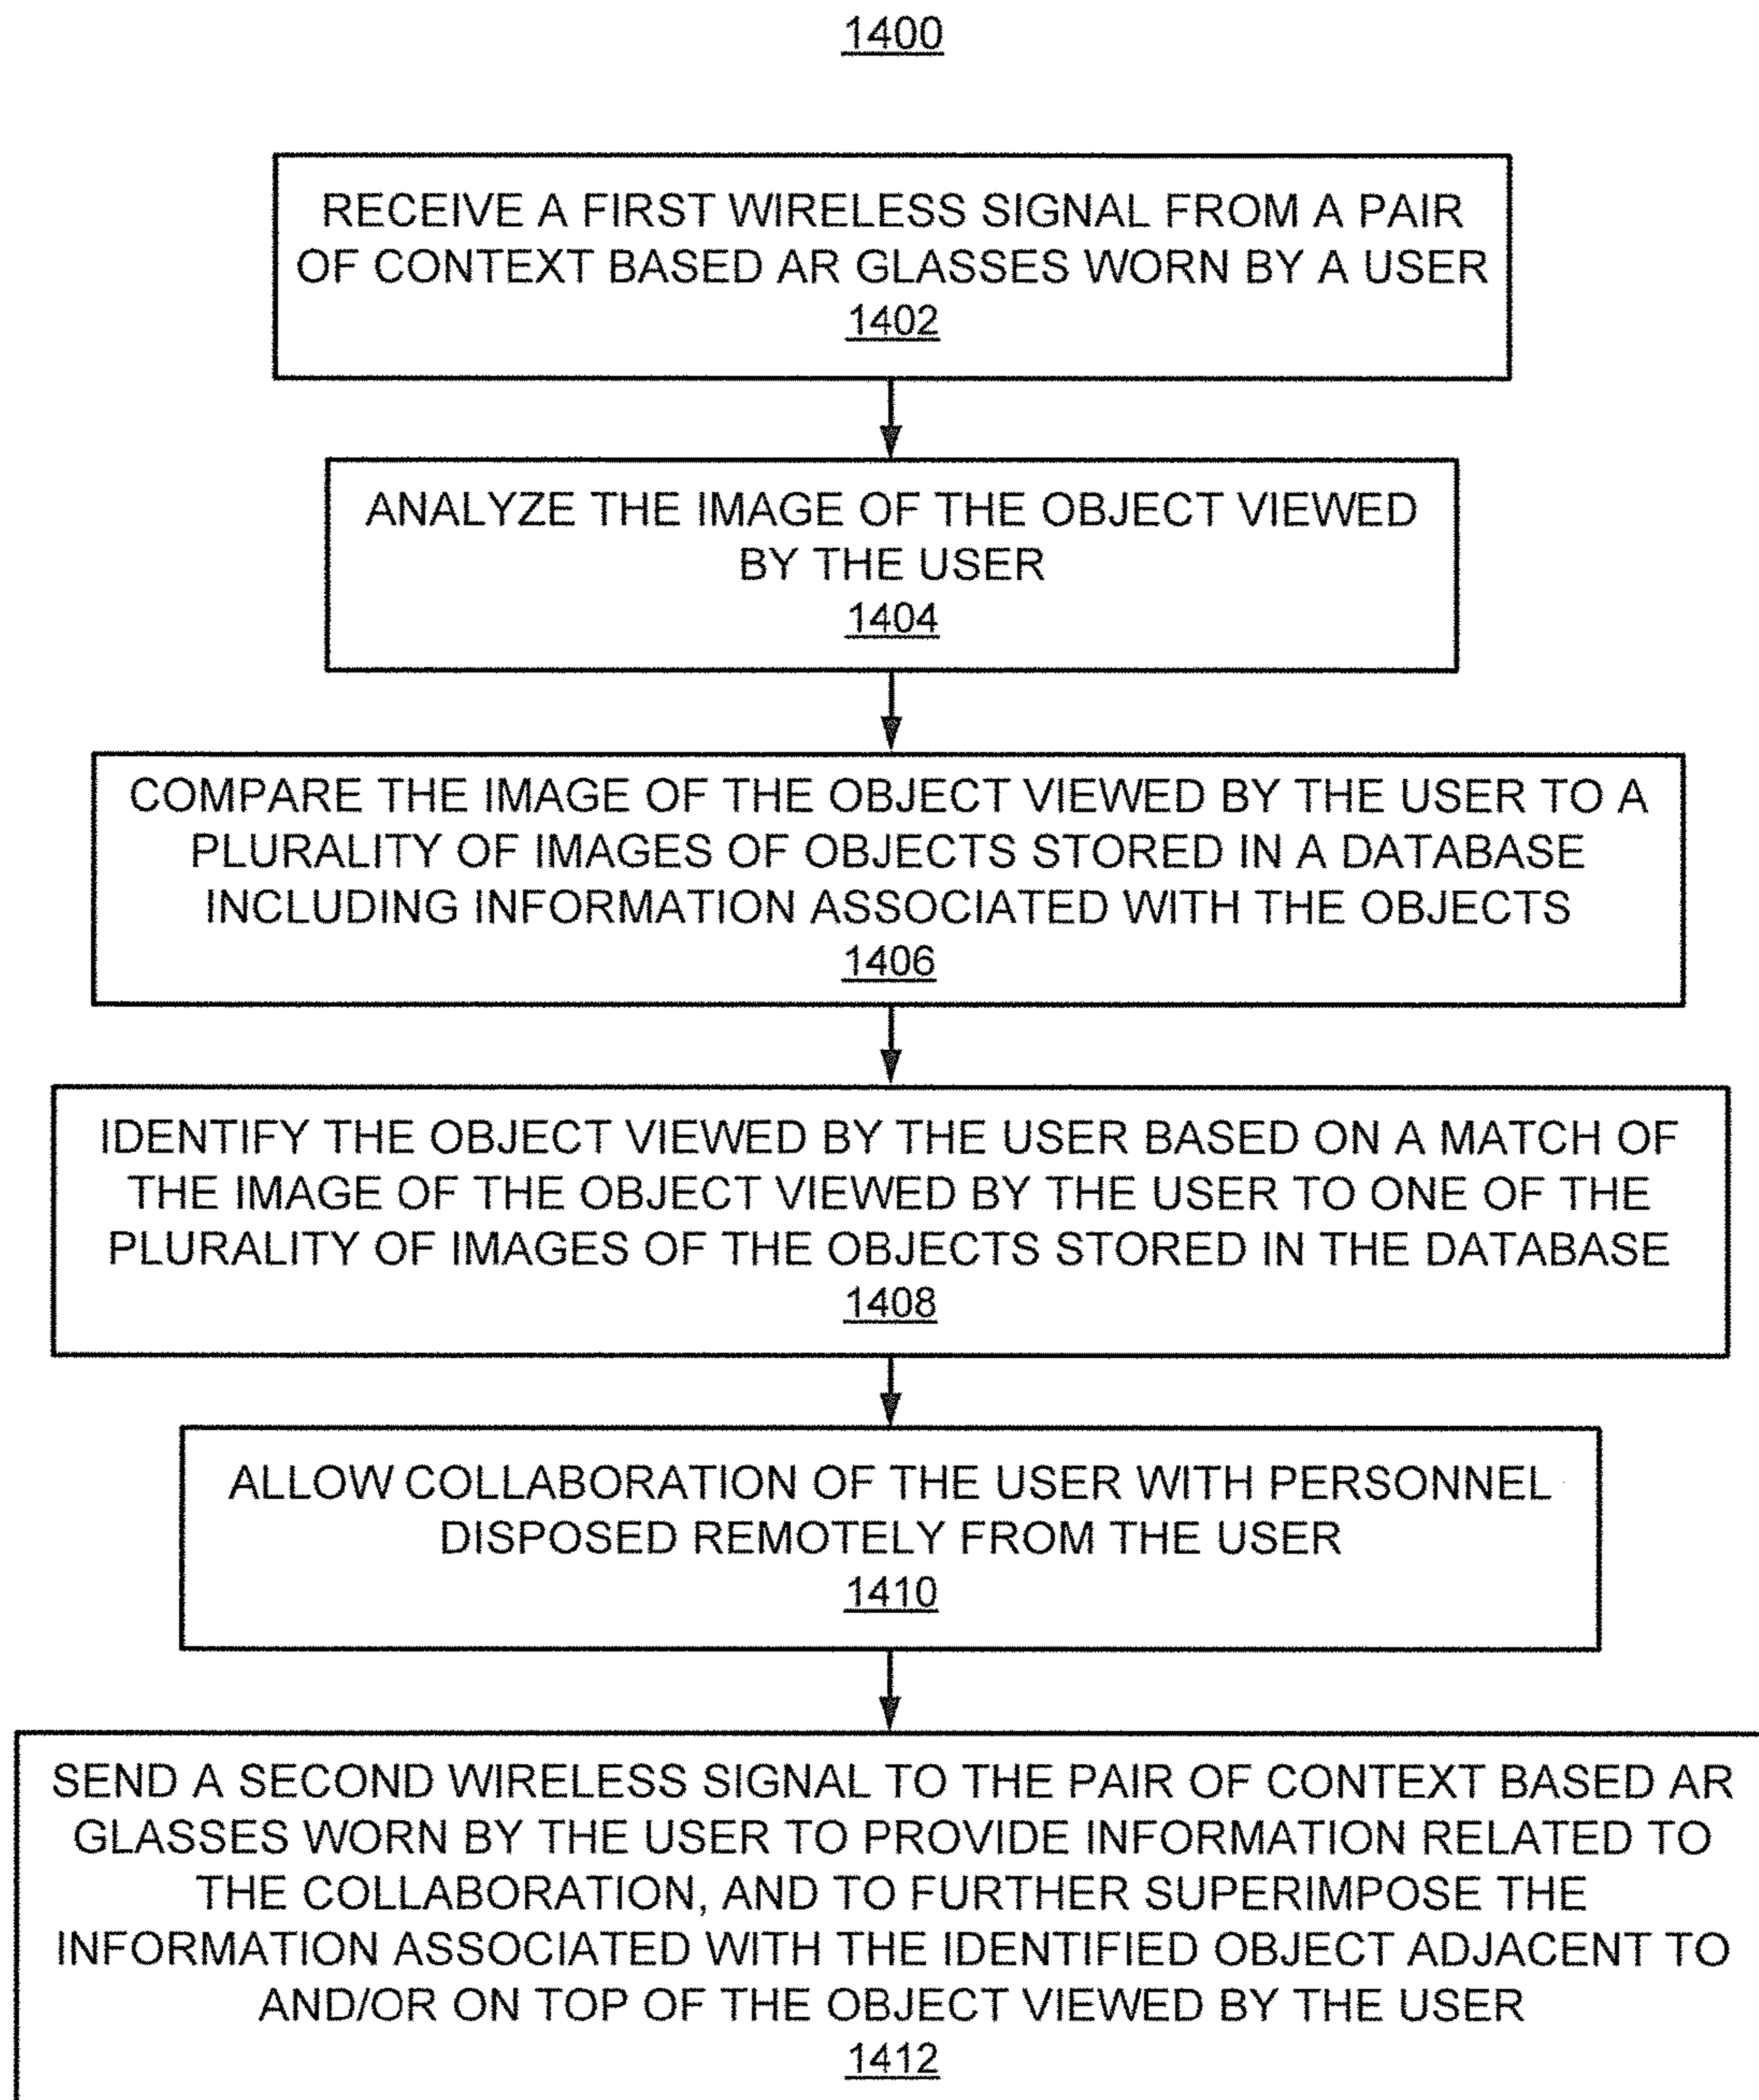 1400
RECEIVE A FIRST WIRELESS SIGNAL FROM A PAIR
OF CONTEXT BASED AR GLASSES WORN BY A USER
1402
ANALYZE THE IMAGE OF THE OBJECT VIEWED
BY THE USER
1404
COMPARE THE IMAGE OF THE OBJECT VIEWED BY THE USER TO A
PLURALITY OF IMAGES OF OBJECTS STORED IN A DATABASE
INCLUDING INFORMATION ASSOCIATED WITH THE OBJECTS
1406
IDENTIFY THE OBJECT VIEWED BY THE USER BASED ON A MATCH OF
THE IMAGE OF THE OBJECT VIEWED BY THE USER TO ONE OF THE
PLURALITY OF IMAGES OF THE OBJECTS STORED IN THE DATABASE
1408
ALLOW COLLABORATION OF THE USER WITH PERSONNEL
DISPOSED REMOTELY FROM THE USER
1410
SEND A SECOND WIRELESS SIGNAL TO THE PAIR OF CONTEXT BASED AR
GLASSES WORN BY THE USER TO PROVIDE INFORMATION RELATED TO
THE COLLABORATION, AND TO FURTHER SUPERIMPOSE THE
INFORMATION ASSOCIATED WITH THE IDENTIFIED OBJECT ADJACENT TO
AND/OR ON TOP OF THE OBJECT VIEWED BY THE USER
1412